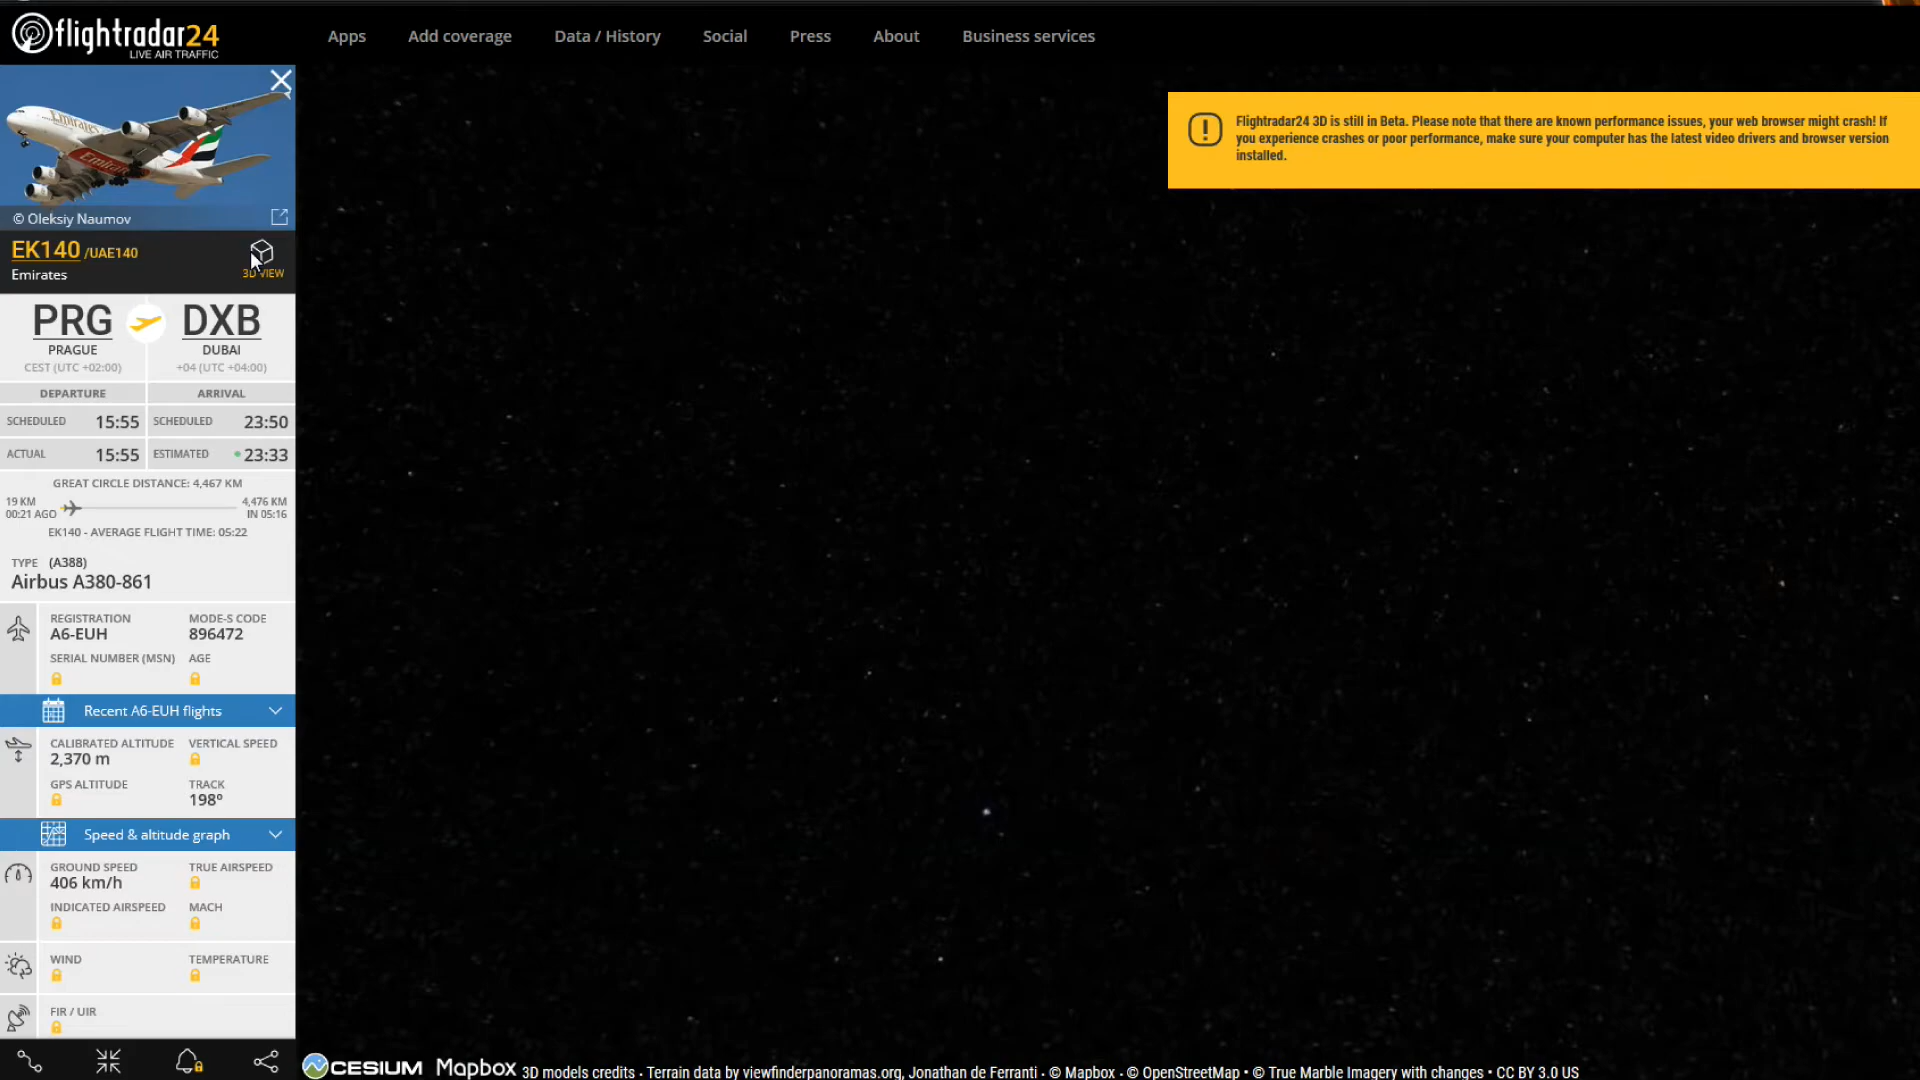 flightradar24
LIVE AIR TRAFFIC
Apps
Add coverage
Data / History
Social
Press
About
Business services
Flightradar24 3D is still in Beta. Please note that there are known performance issues, your web browser might crash! If
you experience crashes or poor performance, make sure your computer has the latest video drivers and browser version
installed.
Emirates
Emirates
© Oleksiy Naumov
EK140 /UAE140
Emirates
3D VIEW
PRG
DXB
PRAGUE
DUBAI
CEST (UTC +02:00)
+04 (UTC +04:00)
DEPARTURE
ARRIVAL
SCHEDULED 15:55
SCHEDULED 23:50
ACTUAL 15:55
ESTIMATED 23:33
GREAT CIRCLE DISTANCE: 4,467 KM
19 KM
00:21 AGO
4,476 KM
IN 05:16
EK140 - AVERAGE FLIGHT TIME: 05:22
TYPE (A388)
Airbus A380-861
REGISTRATION
A6-EUH
MODE-S CODE
896472
SERIAL NUMBER (MSN)
AGE
Recent A6-EUH flights
CALIBRATED ALTITUDE
2,370 m
VERTICAL SPEED
GPS ALTITUDE
TRACK
198°
Speed & altitude graph
GROUND SPEED
406 km/h
TRUE AIRSPEED
INDICATED AIRSPEED
MACH
WIND
TEMPERATURE
FIR / UIR
CESIUM Mapbox 3D models credits · Terrain data by viewfinderpanoramas.org, Jonathan de Ferranti · © Mapbox · © OpenStreetMap · © True Marble Imagery with changes · CC BY 3.0 US